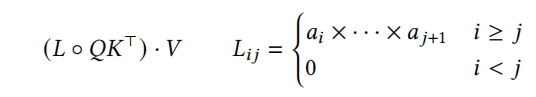 (L ∘ QK⊤) · V    L_ij = { a_i × ⋯ × a_{j+1}  i ≥ j
0  i < j